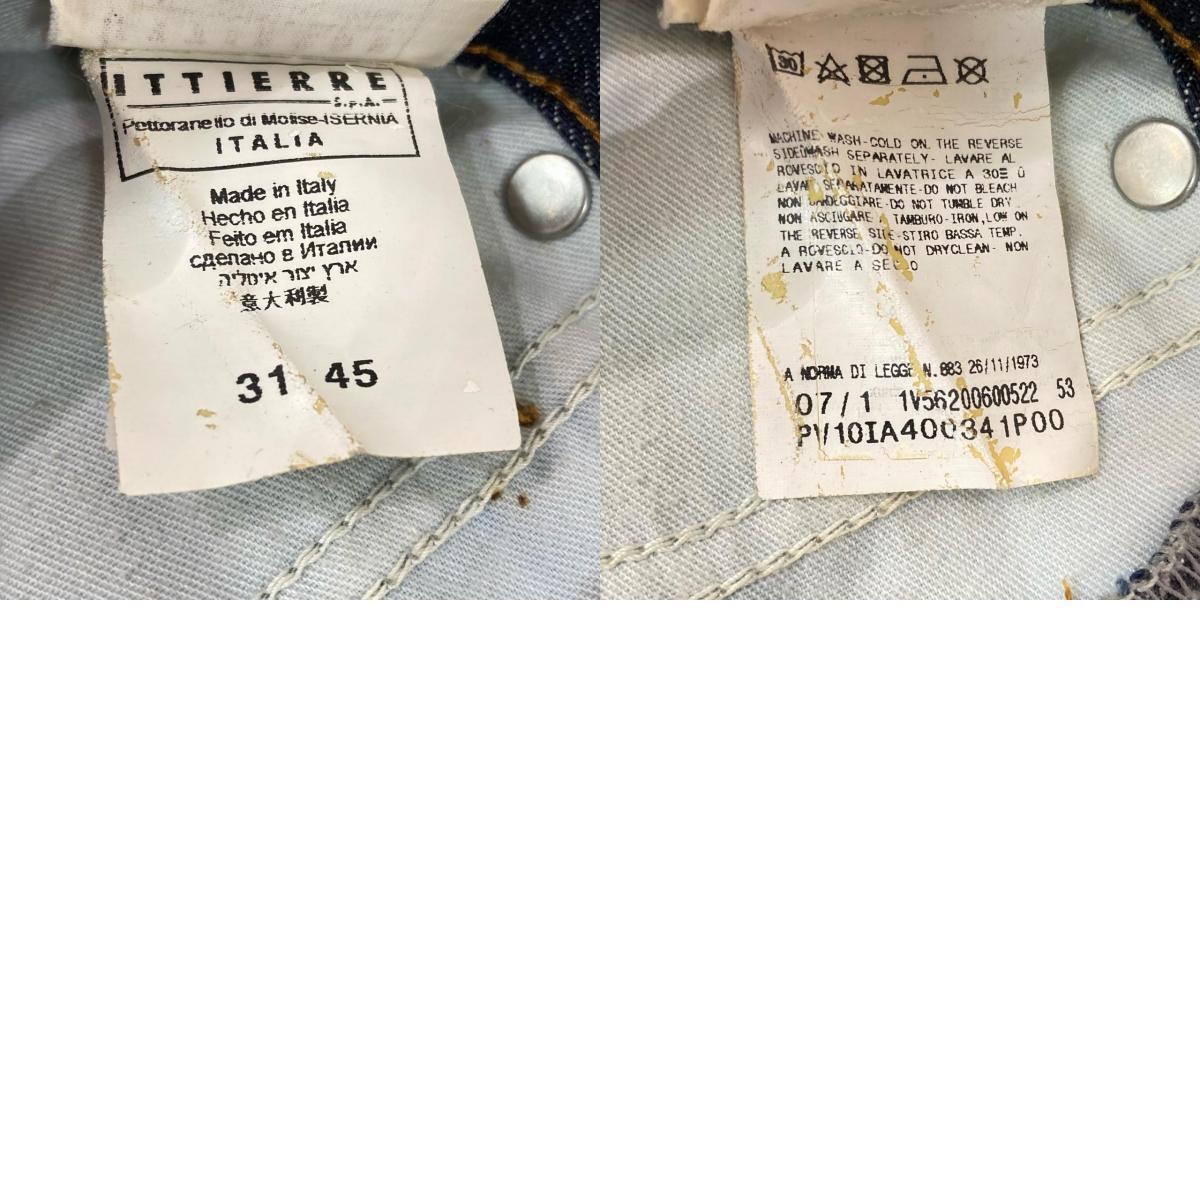 ITTIERRE
S.P.A.
Pettoranello di Molise-ISERNIA
ITALIA
Made in Italy
Hecho en Italia
Feito em Italia
сделано в Италии
ארץ יצור איטליה
意大利製
31 45
30
MACHINE WASH-COLD ON THE REVERSE
SIDEWASH SEPARATELY- LAVARE AL
ROVESCIO IN LAVATRICE A 30
LAVARE SEPARATAMENTE-DO NOT BLEACH
NON CANDEGGIARE-DO NOT TUMBLE DRY
NON ASCIUGARE A TAMBURO-IRON,LOW ON
THE REVERSE SIDE-STIRO BASSA TEMP.
A ROVESCIO-DO NOT DRYCLEAN- NON
LAVARE A SECCO
A NORMA DI LEGGE N.883 26/11/1973
07/1 1V56200600522 53
PV10IA400341P00